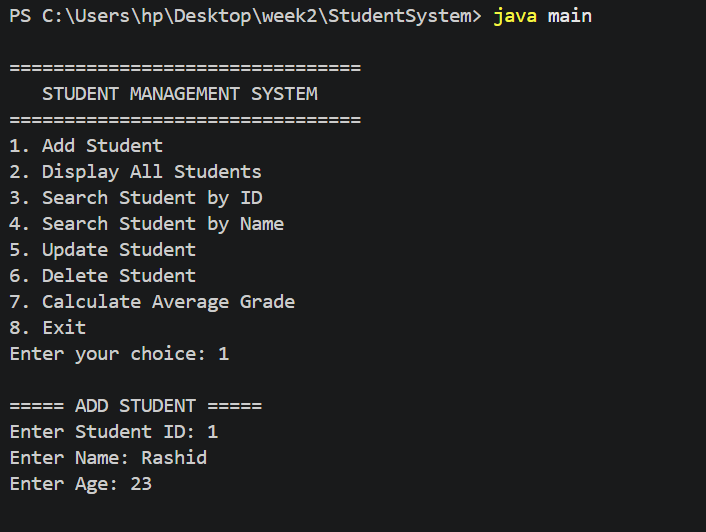 PS C:\Users\hp\Desktop\week2\StudentSystem> java main
================================
STUDENT MANAGEMENT SYSTEM
================================
1. Add Student
2. Display All Students
3. Search Student by ID
4. Search Student by Name
5. Update Student
6. Delete Student
7. Calculate Average Grade
8. Exit
Enter your choice: 1
===== ADD STUDENT =====
Enter Student ID: 1
Enter Name: Rashid
Enter Age: 23